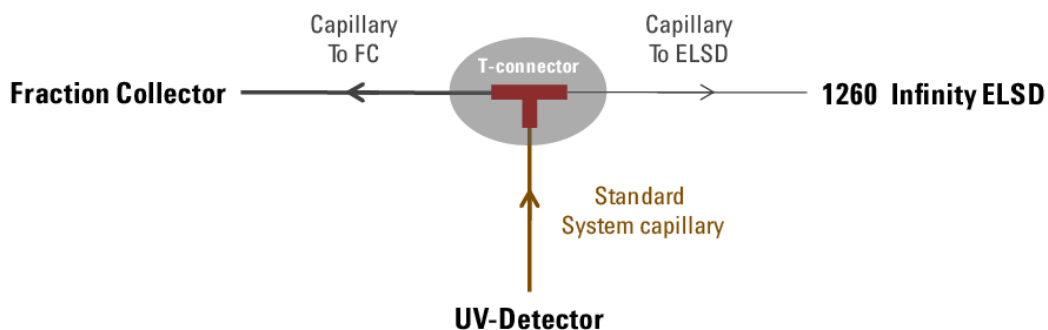 Capillary
To FC
Capillary
To ELSD
T-connector
Fraction Collector
1260 Infinity ELSD
Standard
System capillary
UV-Detector